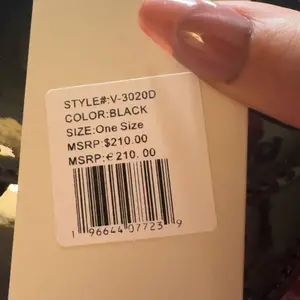 STYLE#:V-3020D
COLOR:BLACK
SIZE:One Size
MSRP:$210.00
MSRP:€210.00
1 96644 07723 9